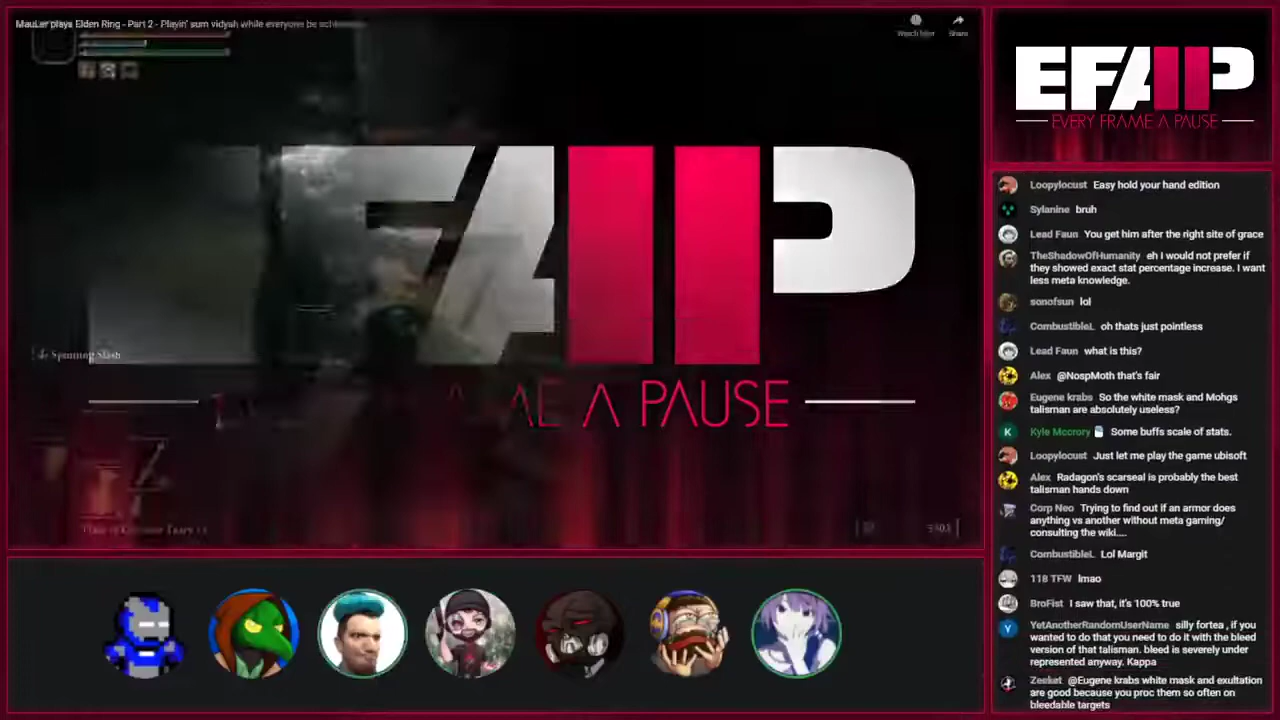 MauLer plays Elden Ring - Part 2 - Playin' sum vidyah while everyone be
Watch later
Share
EFAP
EVERY FRAME A PAUSE
FAP
A PAUSE
Spinning Slash
Loopylocust Easy hold your hand edition
Sylanine bruh
Lead Faun You get him after the right site of grace
TheShadowOfHumanity eh I would not prefer if
they showed exact stat percentage increase. I want
less meta knowledge.
sonofsun lol
CombustibleL oh thats just pointless
Lead Faun what is this?
Alex @NospMoth that's fair
Eugene krabs So the white mask and Mohgs
talisman are absolutely useless?
K Kyle Mccrory Some buffs scale of stats.
Loopylocust Just let me play the game ubisoft
Alex Radagon's scarseal is probably the best
talisman hands down
Corp Neo Trying to find out if an armor does
anything vs another without meta gaming/
consulting the wiki....
CombustibleL Lol Margit
118 TFW lmao
BroFist I saw that, it's 100% true
Y YetAnotherRandomUserName silly fortea , if you
wanted to do that you need to do it with the bleed
version of that talisman. bleed is severely under
represented anyway. Kappa
Zeeket @Eugene krabs white mask and exultation
are good because you proc them so often on
bleedable targets